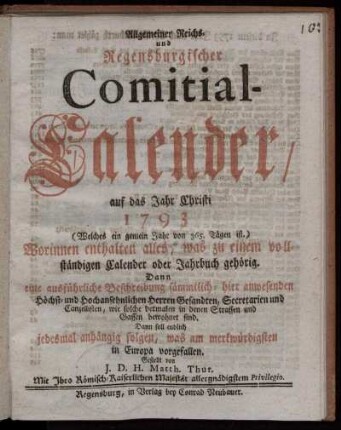 Allgemeiner Reichs-
und
Regensburgischer
Comitial-
Calender/
auf das Jahr Christi
1793
(Welches ein gemein Jahr von 365. Tägen ist.)
Worinnen enthalten alles, was zu einem voll
ständigen Calender oder Jahrbuch gehörig.
Dann
eine ausführliche Beschreibung sämmtlich hier anwesenden
Höchst- und Hochansehnlichen Herren Gesandten, Secretarien und
Canzelisten, wie solche dermalen in denen Strassen und
Gassen bewohnet sind.
Dann soll endlich
jedesmal anhängig folgen, was am merkwürdigsten
in Europa vorgefallen.
Gestellt von
J. D. H. Matth. Thur.
Mit Ihro Römisch-Kaiserlichen Majestät allergnädigstem Privilegio.
Regensburg, in Verlag bey Conrad Neubauer.